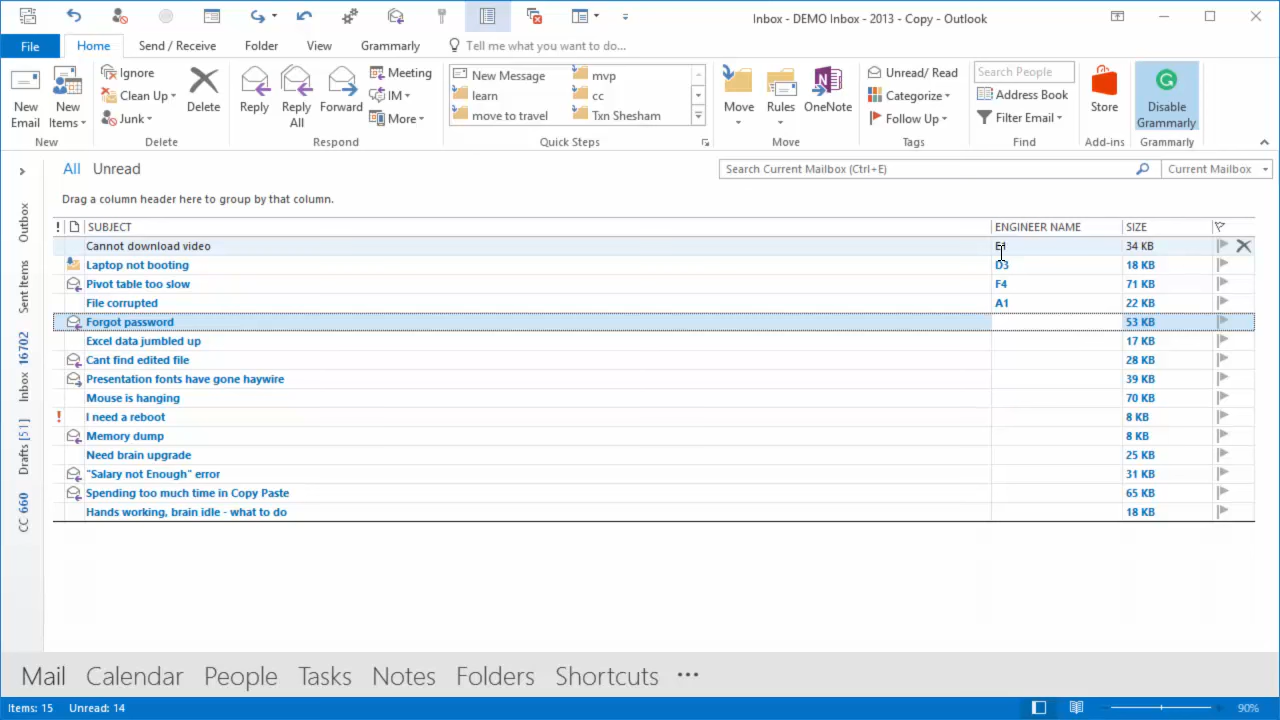 Inbox - DEMO Inbox - 2013 - Copy - Outlook
File Home Send / Receive Folder View Grammarly Tell me what you want to do...
New Email
New Items
Ignore
Clean Up
Junk
Delete
Reply
Reply All
Forward
Meeting
IM
More
New Message
learn
move to travel
mvp
cc
Txn Shesham
Move
Rules
OneNote
Unread/ Read
Categorize
Follow Up
Search People
Address Book
Filter Email
Store
Disable Grammarly
New Delete Respond Quick Steps Move Tags Find Add-ins Grammarly
All Unread
Search Current Mailbox (Ctrl+E) Current Mailbox
Drag a column header here to group by that column.
! SUBJECT ENGINEER NAME SIZE
Cannot download video 34 KB
Laptop not booting D3 18 KB
Pivot table too slow F4 71 KB
File corrupted A1 22 KB
Forgot password 53 KB
Excel data jumbled up 17 KB
Cant find edited file 28 KB
Presentation fonts have gone haywire 39 KB
Mouse is hanging 70 KB
! I need a reboot 8 KB
Memory dump 8 KB
Need brain upgrade 25 KB
"Salary not Enough" error 31 KB
Spending too much time in Copy Paste 65 KB
Hands working, brain idle - what to do 18 KB
Outbox
Sent Items
Inbox 16702
Drafts [51]
CC 660
Mail Calendar People Tasks Notes Folders Shortcuts •••
Items: 15 Unread: 14 90%